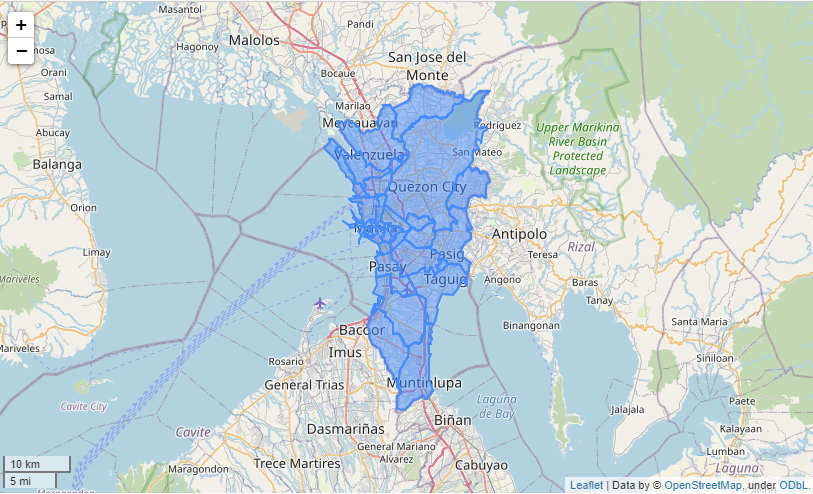 +
−
Masantol
Pandi
Hagonoy
Malolos
San Jose del
Monte
Orani
Bocaue
Samal
Marilao
Abucay
Meycauayan
Rodriguez
Upper Marikina
River Basin
Protected
Landscape
Valenzuela
San Mateo
Balanga
Quezon City
Orion
Manila
Antipolo
Rizal
Limay
Pasig
Teresa
Pasay
Taguig
Angono
Baras
Mariveles
Tanay
Binangonan
Santa Maria
Bacoor
Mariveles
Imus
Siniloan
Rosario
General Trias
Muntinlupa
Cavite City
Laguna
de Bay
Paete
Jalajala
Biñan
Dasmariñas
Kalayaan
Cavite
General Mariano
Alvarez
Lumban
10 km
Trece Martires
Cabuyao
Maragondon
Laguna
5 mi
Maragondon
Leaflet | Data by © OpenStreetMap, under ODbL.